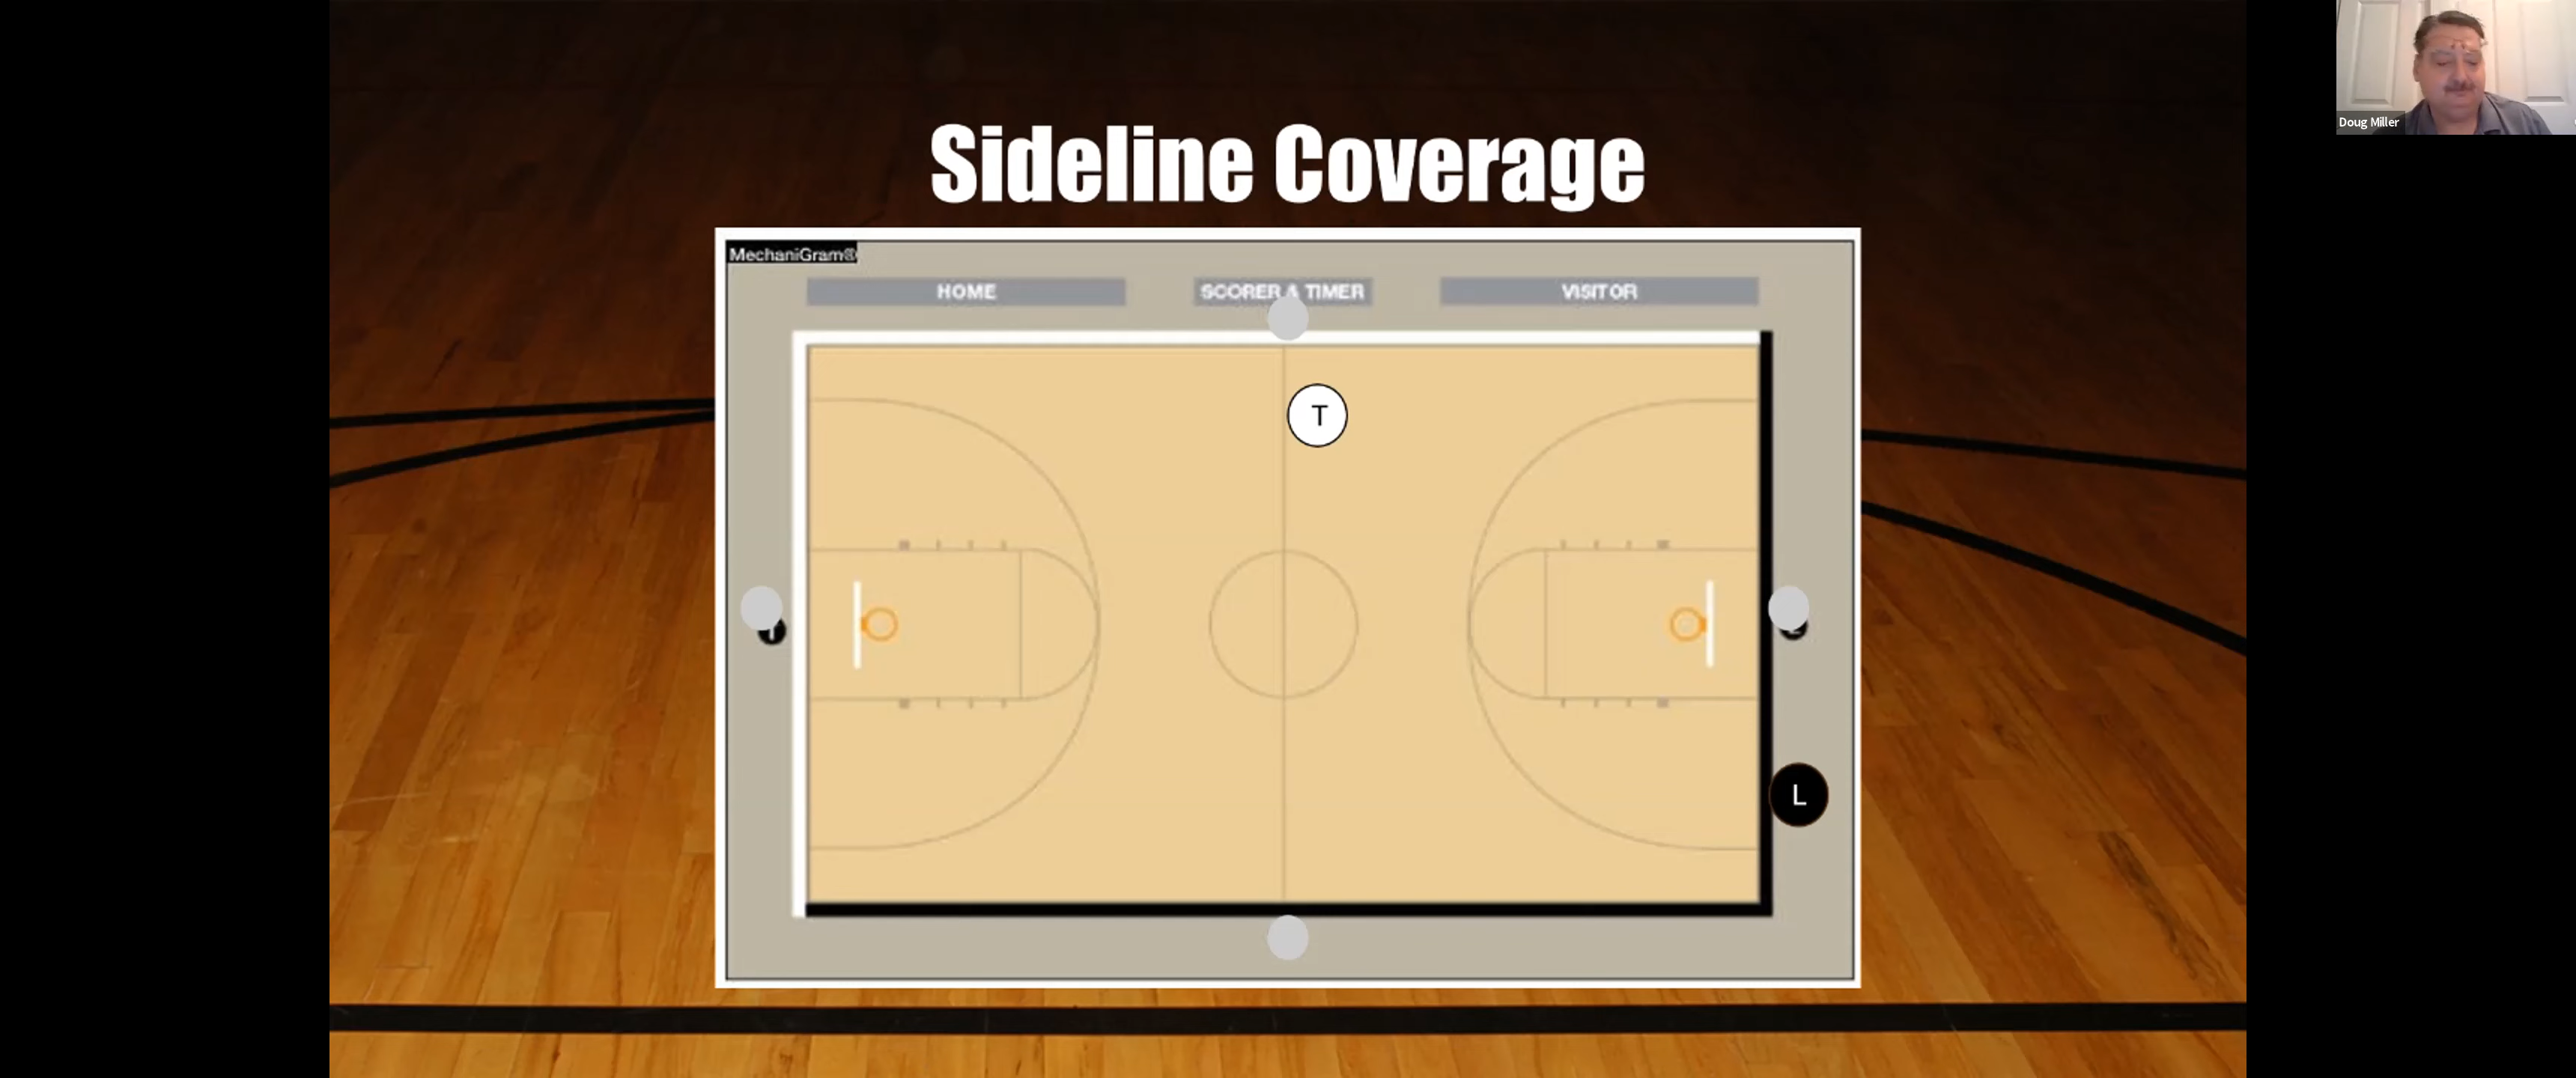 Sideline Coverage
Doug Miller
MechaniGram®
HOME
SCORER & TIMER
VISITOR
T
L